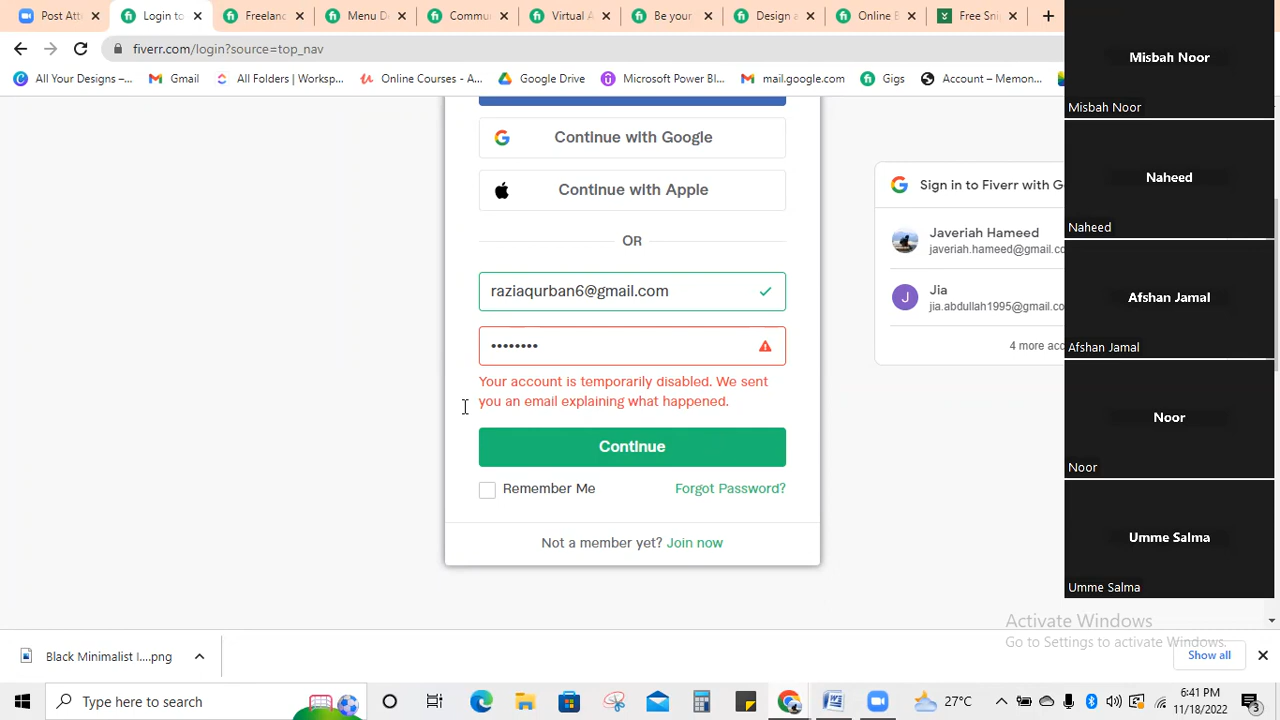 Post Att
Login to
Freelanc
Menu D
Commu
Virtual A
Be your
Design a
Online B
Free Sni
fiverr.com/login?source=top_nav
All Your Designs –...
Gmail
All Folders | Worksp...
Online Courses - A...
Google Drive
Microsoft Power Bl...
mail.google.com
Gigs
Account – Memon...
Continue with Google
Continue with Apple
OR
raziaqurban6@gmail.com
••••••••
Your account is temporarily disabled. We sent
you an email explaining what happened.
Continue
Remember Me
Forgot Password?
Not a member yet? Join now
Sign in to Fiverr with G
Javeriah Hameed
javeriah.hameed@gmail.co
J
Jia
jia.abdullah1995@gmail.com
4 more acc
Misbah Noor
Misbah Noor
Naheed
Naheed
Afshan Jamal
Afshan Jamal
Noor
Noor
Umme Salma
Umme Salma
Activate Windows
Go to Settings to activate Windows.
Black Minimalist I....png
Show all
Type here to search
27°C
6:41 PM
11/18/2022
3